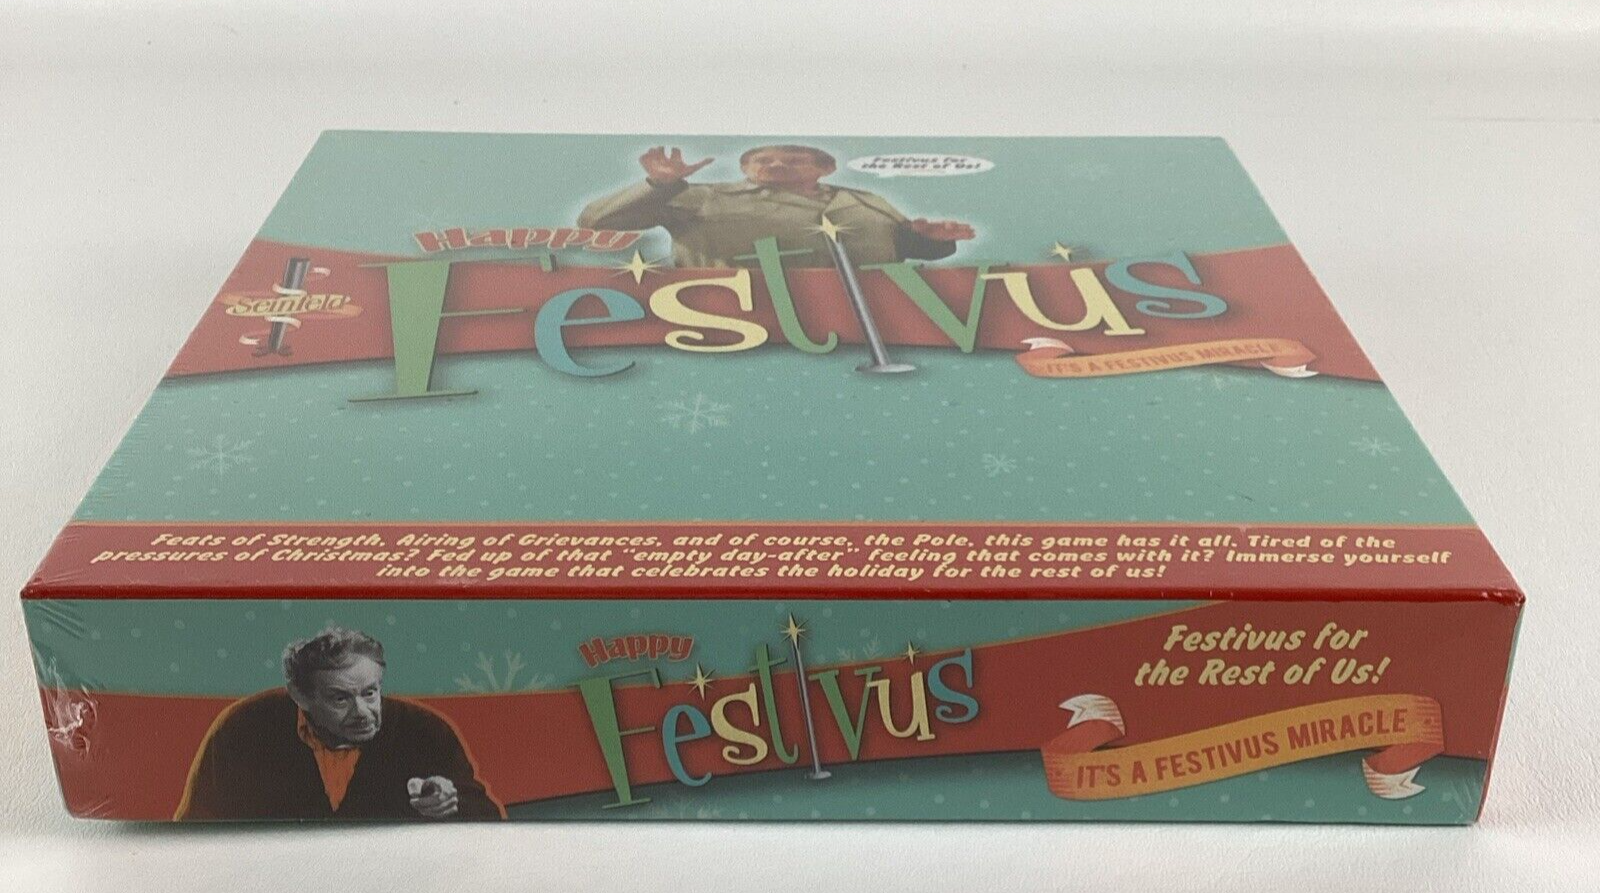 Festivus for
the Rest of Us!
Happy
Festivus
Seinfeld
IT'S A FESTIVUS MIRACLE
Feats of Strength, Airing of Grievances, and of course, the Pole, this game has it all. Tired of the
pressures of Christmas? Fed up of that "empty day-after" feeling that comes with it? Immerse yourself
into the game that celebrates the holiday for the rest of us!
Happy
Festivus
Festivus for
the Rest of Us!
IT'S A FESTIVUS MIRACLE